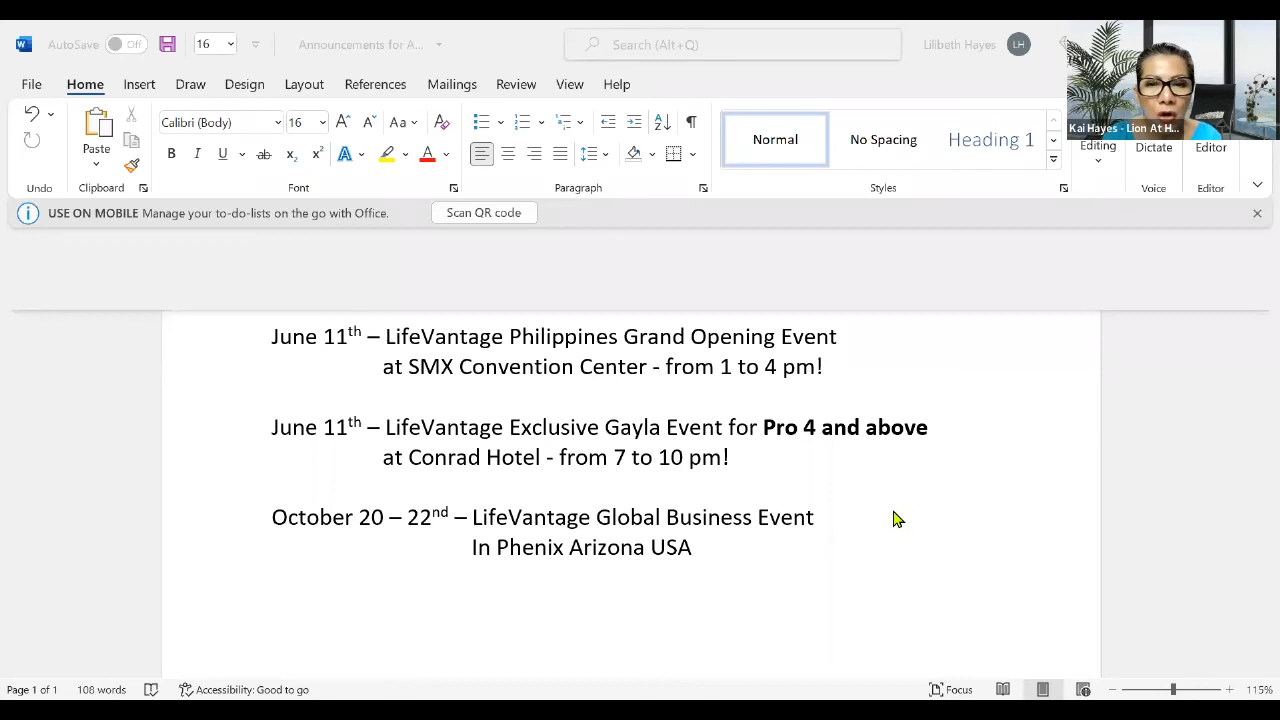 AutoSave Off 16 Announcements for A... Search (Alt+Q) Lilibeth Hayes LH
File Home Insert Draw Design Layout References Mailings Review View Help
Kai Hayes - Lion At H...
Paste Calibri (Body) 16 Aa Normal No Spacing Heading 1 Editing Dictate Editor
B I U ab x₂ x² A A
Undo Clipboard Font Paragraph Styles Voice Editor
USE ON MOBILE Manage your to-do-lists on the go with Office. Scan QR code
June 11th – LifeVantage Philippines Grand Opening Event
at SMX Convention Center - from 1 to 4 pm!
June 11th – LifeVantage Exclusive Gayla Event for Pro 4 and above
at Conrad Hotel - from 7 to 10 pm!
October 20 – 22nd – LifeVantage Global Business Event
In Phenix Arizona USA
Page 1 of 1 108 words Accessibility: Good to go Focus 115%